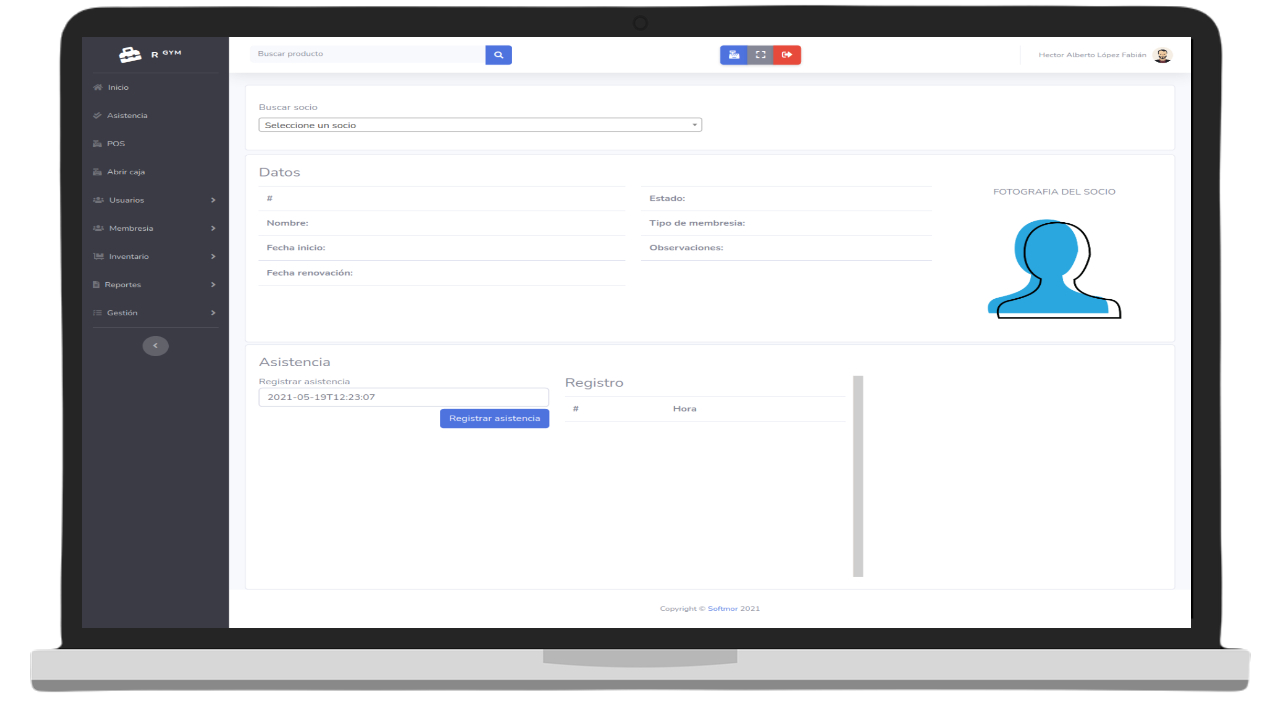 R GYM
Buscar producto
Hector Alberto López Fabián
Inicio
Asistencia
POS
Abrir caja
Usuarios
Membresia
Inventario
Reportes
Gestión
Buscar socio
Seleccione un socio
Datos
#
Nombre:
Fecha inicio:
Fecha renovación:
Estado:
Tipo de membresia:
Observaciones:
FOTOGRAFIA DEL SOCIO
Asistencia
Registrar asistencia
2021-05-19T12:23:07
Registrar asistencia
Registro
# Hora
Copyright © Softmor 2021